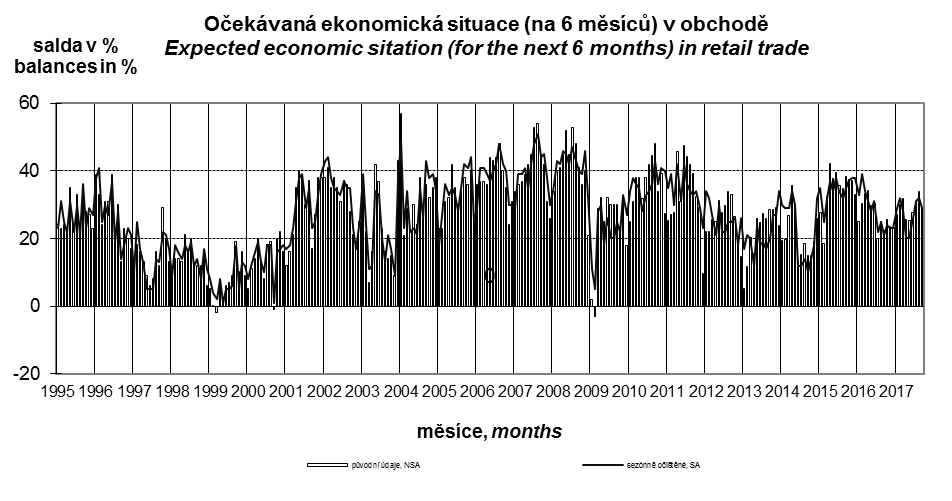 Očekávaná ekonomická situace (na 6 měsíců) v obchodě
Expected economic sitation (for the next 6 months) in retail trade
salda v %
balances in %
60
40
20
0
-20
1995 1996 1997 1998 1999 2000 2001 2002 2003 2004 2005 2006 2007 2008 2009 2010 2011 2012 2013 2014 2015 2016 2017
měsíce, months
původní údaje, NSA
sezónně očištěné, SA